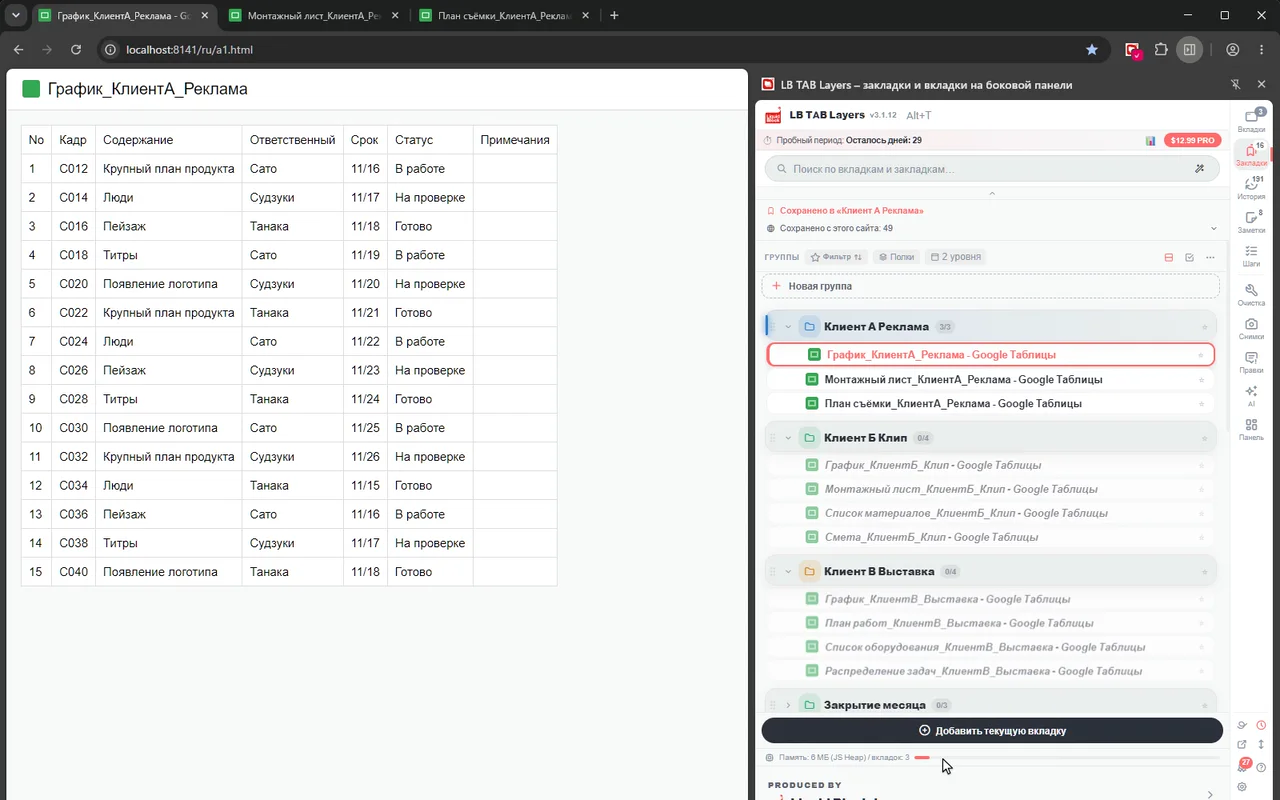 График_КлиентА_Реклама - Go
Монтажный лист_КлиентА_Ре
План съёмки_КлиентА_Реклам
localhost:8141/ru/a1.html
График_КлиентА_Реклама
No Кадр Содержание Ответственный Срок Статус Примечания
1 C012 Крупный план продукта Сато 11/16 В работе
2 C014 Люди Судзуки 11/17 На проверке
3 C016 Пейзаж Танака 11/18 Готово
4 C018 Титры Сато 11/19 В работе
5 C020 Появление логотипа Судзуки 11/20 На проверке
6 C022 Крупный план продукта Танака 11/21 Готово
7 C024 Люди Сато 11/22 В работе
8 C026 Пейзаж Судзуки 11/23 На проверке
9 C028 Титры Танака 11/24 Готово
10 C030 Появление логотипа Сато 11/25 В работе
11 C032 Крупный план продукта Судзуки 11/26 На проверке
12 C034 Люди Танака 11/15 Готово
13 C036 Пейзаж Сато 11/16 В работе
14 C038 Титры Судзуки 11/17 На проверке
15 C040 Появление логотипа Танака 11/18 Готово
LB TAB Layers – закладки и вкладки на боковой панели
LB TAB Layers v3.1.12 Alt+T
Пробный период: Осталось дней: 29
$12.99 PRO
Поиск по вкладкам и закладкам…
Сохранено в «Клиент А Реклама»
Сохранено с этого сайта: 49
ГРУППЫ Фильтр Полки 2 уровня
Новая группа
Клиент А Реклама 3/3
График_КлиентА_Реклама - Google Таблицы
Монтажный лист_КлиентА_Реклама - Google Таблицы
План съёмки_КлиентА_Реклама - Google Таблицы
Клиент Б Клип 0/4
График_КлиентБ_Клип - Google Таблицы
Монтажный лист_КлиентБ_Клип - Google Таблицы
Список материалов_КлиентБ_Клип - Google Таблицы
Смета_КлиентБ_Клип - Google Таблицы
Клиент В Выставка 0/4
График_КлиентВ_Выставка - Google Таблицы
План работ_КлиентВ_Выставка - Google Таблицы
Список оборудования_КлиентВ_Выставка - Google Таблицы
Распределение задач_КлиентВ_Выставка - Google Таблицы
Закрытие месяца 0/3
Добавить текущую вкладку
Память: 6 МБ (JS Heap) / вкладок: 3
PRODUCED BY
3
Вкладки
16
Закладки
191
История
8
Заметки
Шаги
Очистка
Снимки
Правки
AI
Панель
27